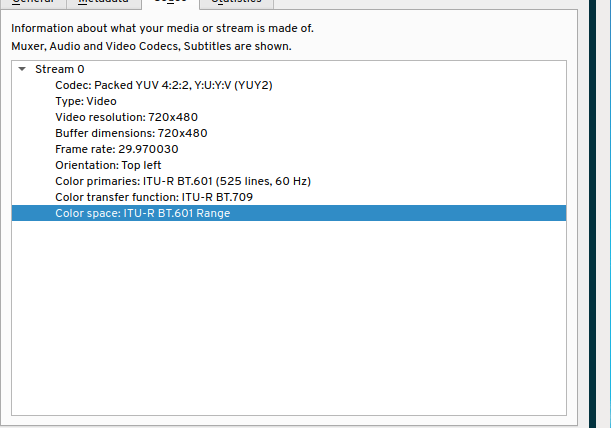 General Metadata Codec Statistics
Information about what your media or stream is made of.
Muxer, Audio and Video Codecs, Subtitles are shown.
Stream 0
Codec: Packed YUV 4:2:2, Y:U:Y:V (YUY2)
Type: Video
Video resolution: 720x480
Buffer dimensions: 720x480
Frame rate: 29.970030
Orientation: Top left
Color primaries: ITU-R BT.601 (525 lines, 60 Hz)
Color transfer function: ITU-R BT.709
Color space: ITU-R BT.601 Range